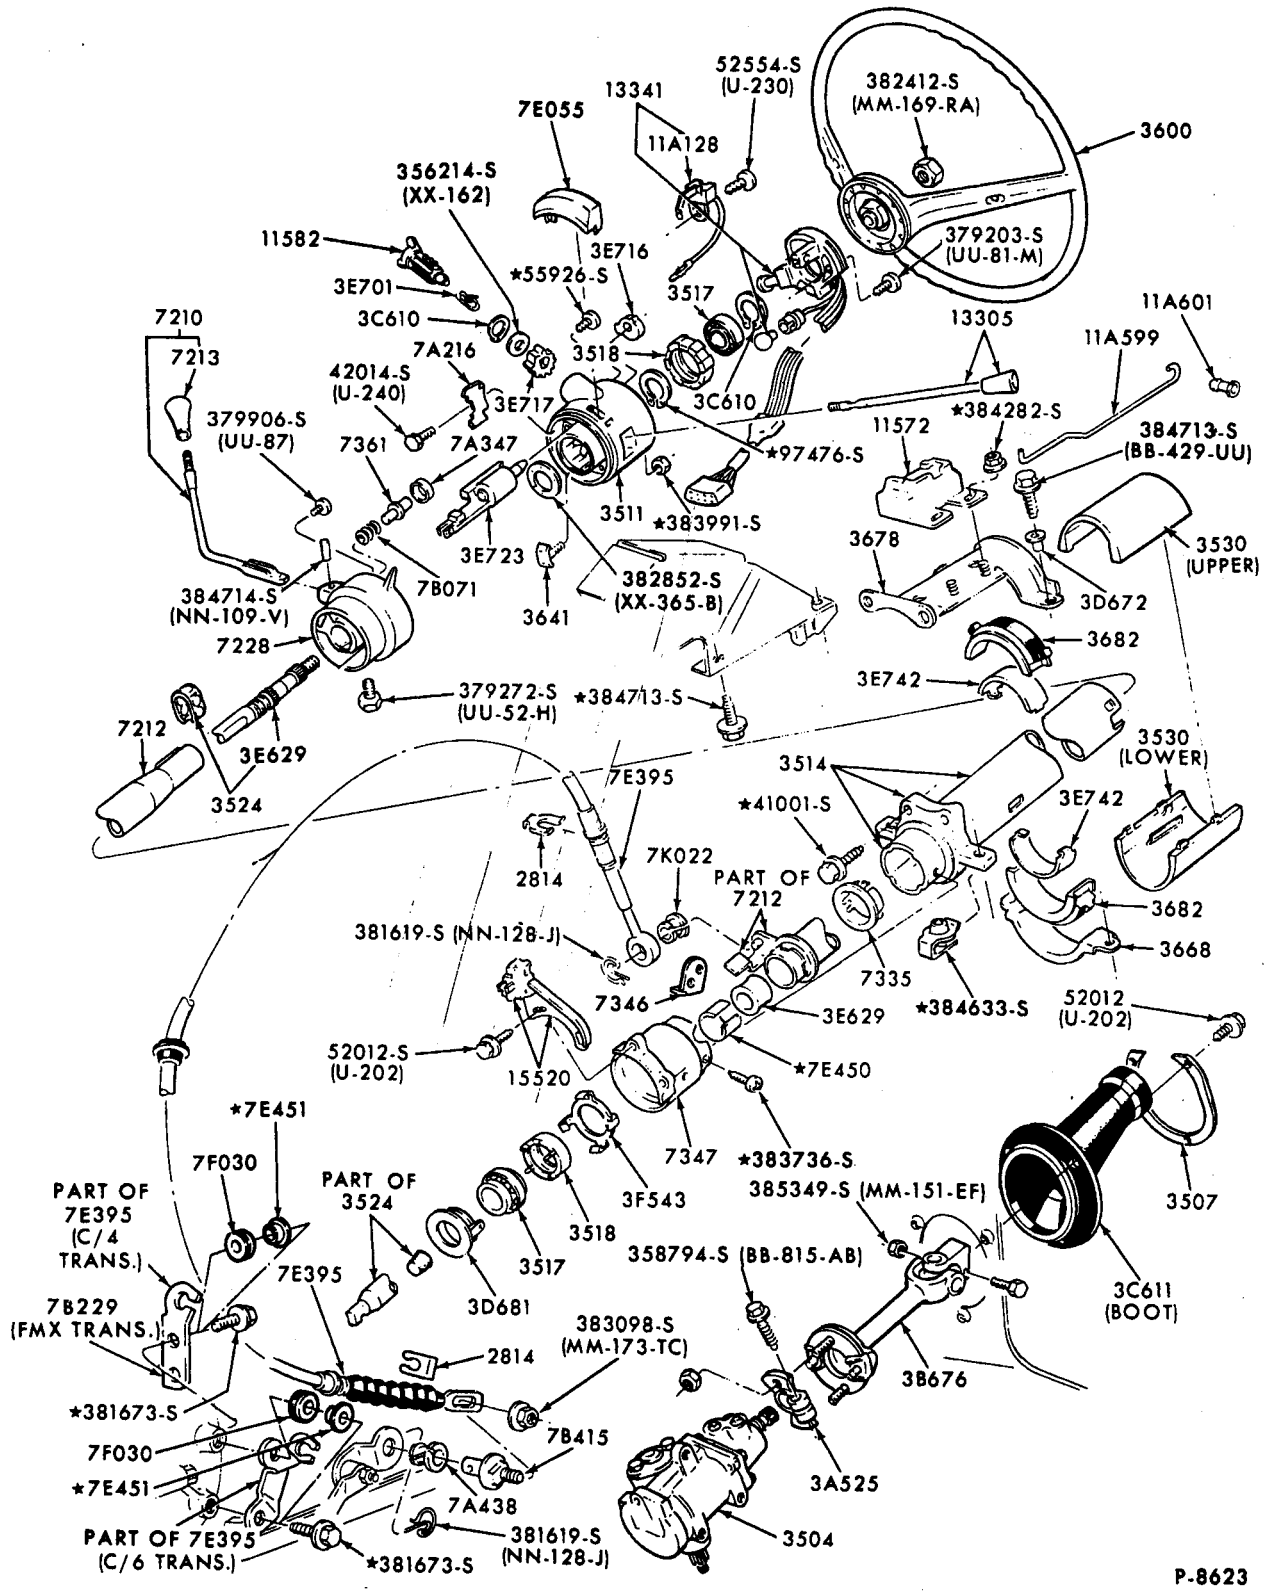 52554-S
(U-230)
382412-S
(MM-169-RA)
13341
7E055
3600
11A128
356214-S
(XX-162)
11582
3E716
379203-S
(UU-81-M)
★55926-S
3E701
3517
11A601
7210
3C610
13305
11A599
7213
7A216
3518
42014-S
(U-240)
3E717
3C610
★384282-S
379906-S
(UU-87)
11572
384713-S
(BB-429-UU)
7361
7A347
★97476-S
3511
★383991-S
3E723
3678
3530
(UPPER)
7B071
382852-S
(XX-365-B)
384714-S
(NN-109-V)
3641
3D672
7228
3682
3E742
379272-S
(UU-52-H)
★384713-S
7212
3E629
3530
(LOWER)
3514
7E395
3524
★41001-S
3E742
7K022
2814
PART OF
7212
3682
381619-S (NN-128-J)
3668
7335
7346
★384633-S
52012
(U-202)
3E629
52012-S
(U-202)
15520
★7E450
★7E451
7347
★383736-S
7F030
385349-S (MM-151-EF)
PART OF
7E395
(C/4
TRANS.)
PART OF
3524
3F543
3507
3518
358794-S (BB-815-AB)
3517
7E395
3C611
(BOOT)
3D681
7B229
(FMX TRANS.)
383098-S
(MM-173-TC)
2814
3B676
★381673-S
7B415
7F030
★7E451
3A525
7A438
PART OF 7E395
(C/6 TRANS.)
381619-S
(NN-128-J)
3504
★381673-S
P-8623